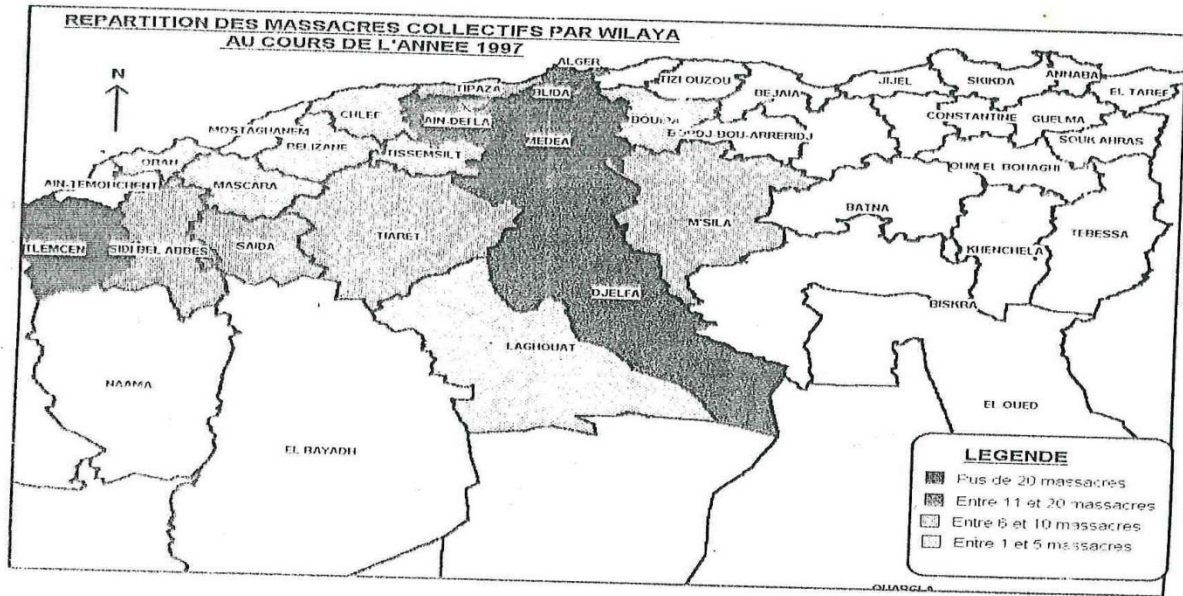 REPARTITION DES MASSACRES COLLECTIFS PAR WILAYA
AU COURS DE L'ANNEE 1997
N
ALGER
TIPAZA
BLIDA
TIZI OUZOU
BEJAIA
JIJEL
SKIKDA
ANNABA
EL TAREF
CHLEF
AIN-DEFLA
MEDEA
BOUIRA
BORDJ-BOU-ARRERIDJ
CONSTANTINE
GUELMA
SOUK AHRAS
MOSTAGHANEM
RELIZANE
TISSEMSILT
OUM EL BOUAGHI
ORAN
AIN-TEMOUCHENT
MASCARA
BATNA
TLEMCEN
SIDI BEL ABBES
SAIDA
TIARET
M'SILA
KHENCHELA
TEBESSA
DJELFA
BISKRA
LAGHOUAT
NAAMA
EL OUED
EL BAYADH
OUARGLA
LEGENDE
Pus de 20 massacres
Entre 11 et 20 massacres
Entre 6 et 10 massacres
Entre 1 et 5 massacres